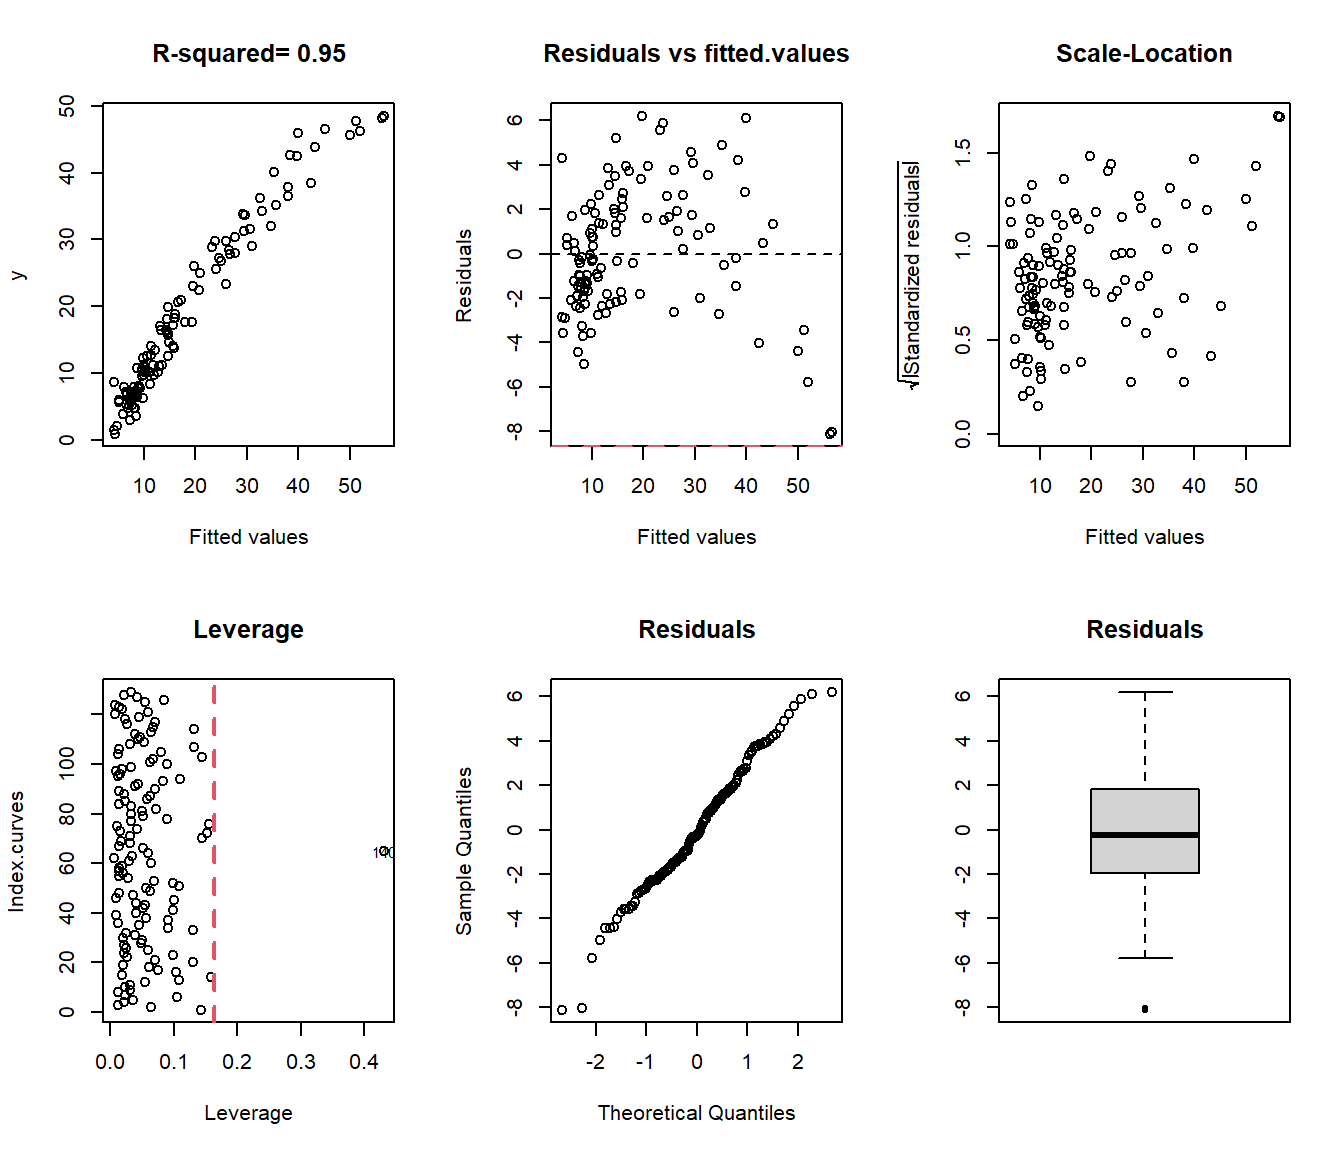 R-squared= 0.95
y
0 10 20 30 40 50
10 20 30 40 50
Fitted values
Residuals vs fitted.values
Residuals
-8 -6 -4 -2 0 2 4 6
10 20 30 40 50
Fitted values
Scale-Location
√|Standardized residuals|
0.0 0.5 1.0 1.5
10 20 30 40 50
Fitted values
Leverage
Index.curves
0 20 40 60 80 100
0.0 0.1 0.2 0.3 0.4
Leverage
Residuals
Sample Quantiles
-8 -6 -4 -2 0 2 4 6
-2 -1 0 1 2
Theoretical Quantiles
Residuals
-8 -6 -4 -2 0 2 4 6